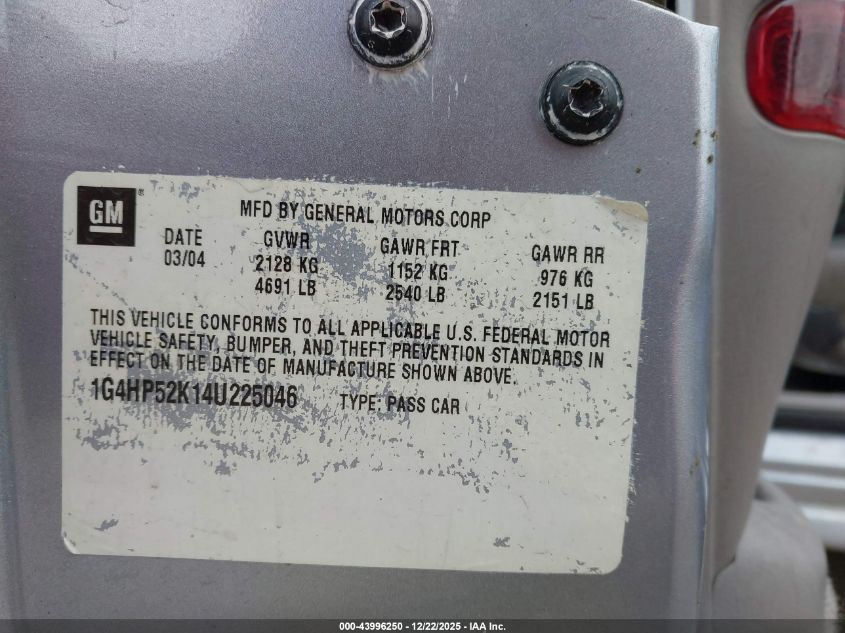 GM ®
MFD BY GENERAL MOTORS CORP
DATE GVWR GAWR FRT GAWR RR
03/04 2128 KG 1152 KG 976 KG
4691 LB 2540 LB 2151 LB
THIS VEHICLE CONFORMS TO ALL APPLICABLE U.S. FEDERAL MOTOR
VEHICLE SAFETY, BUMPER, AND THEFT PREVENTION STANDARDS IN
EFFECT ON THE DATE OF MANUFACTURE SHOWN ABOVE.
1G4HP52K14U225046 TYPE: PASS CAR
000-43996250 - 12/22/2025 - IAA Inc.